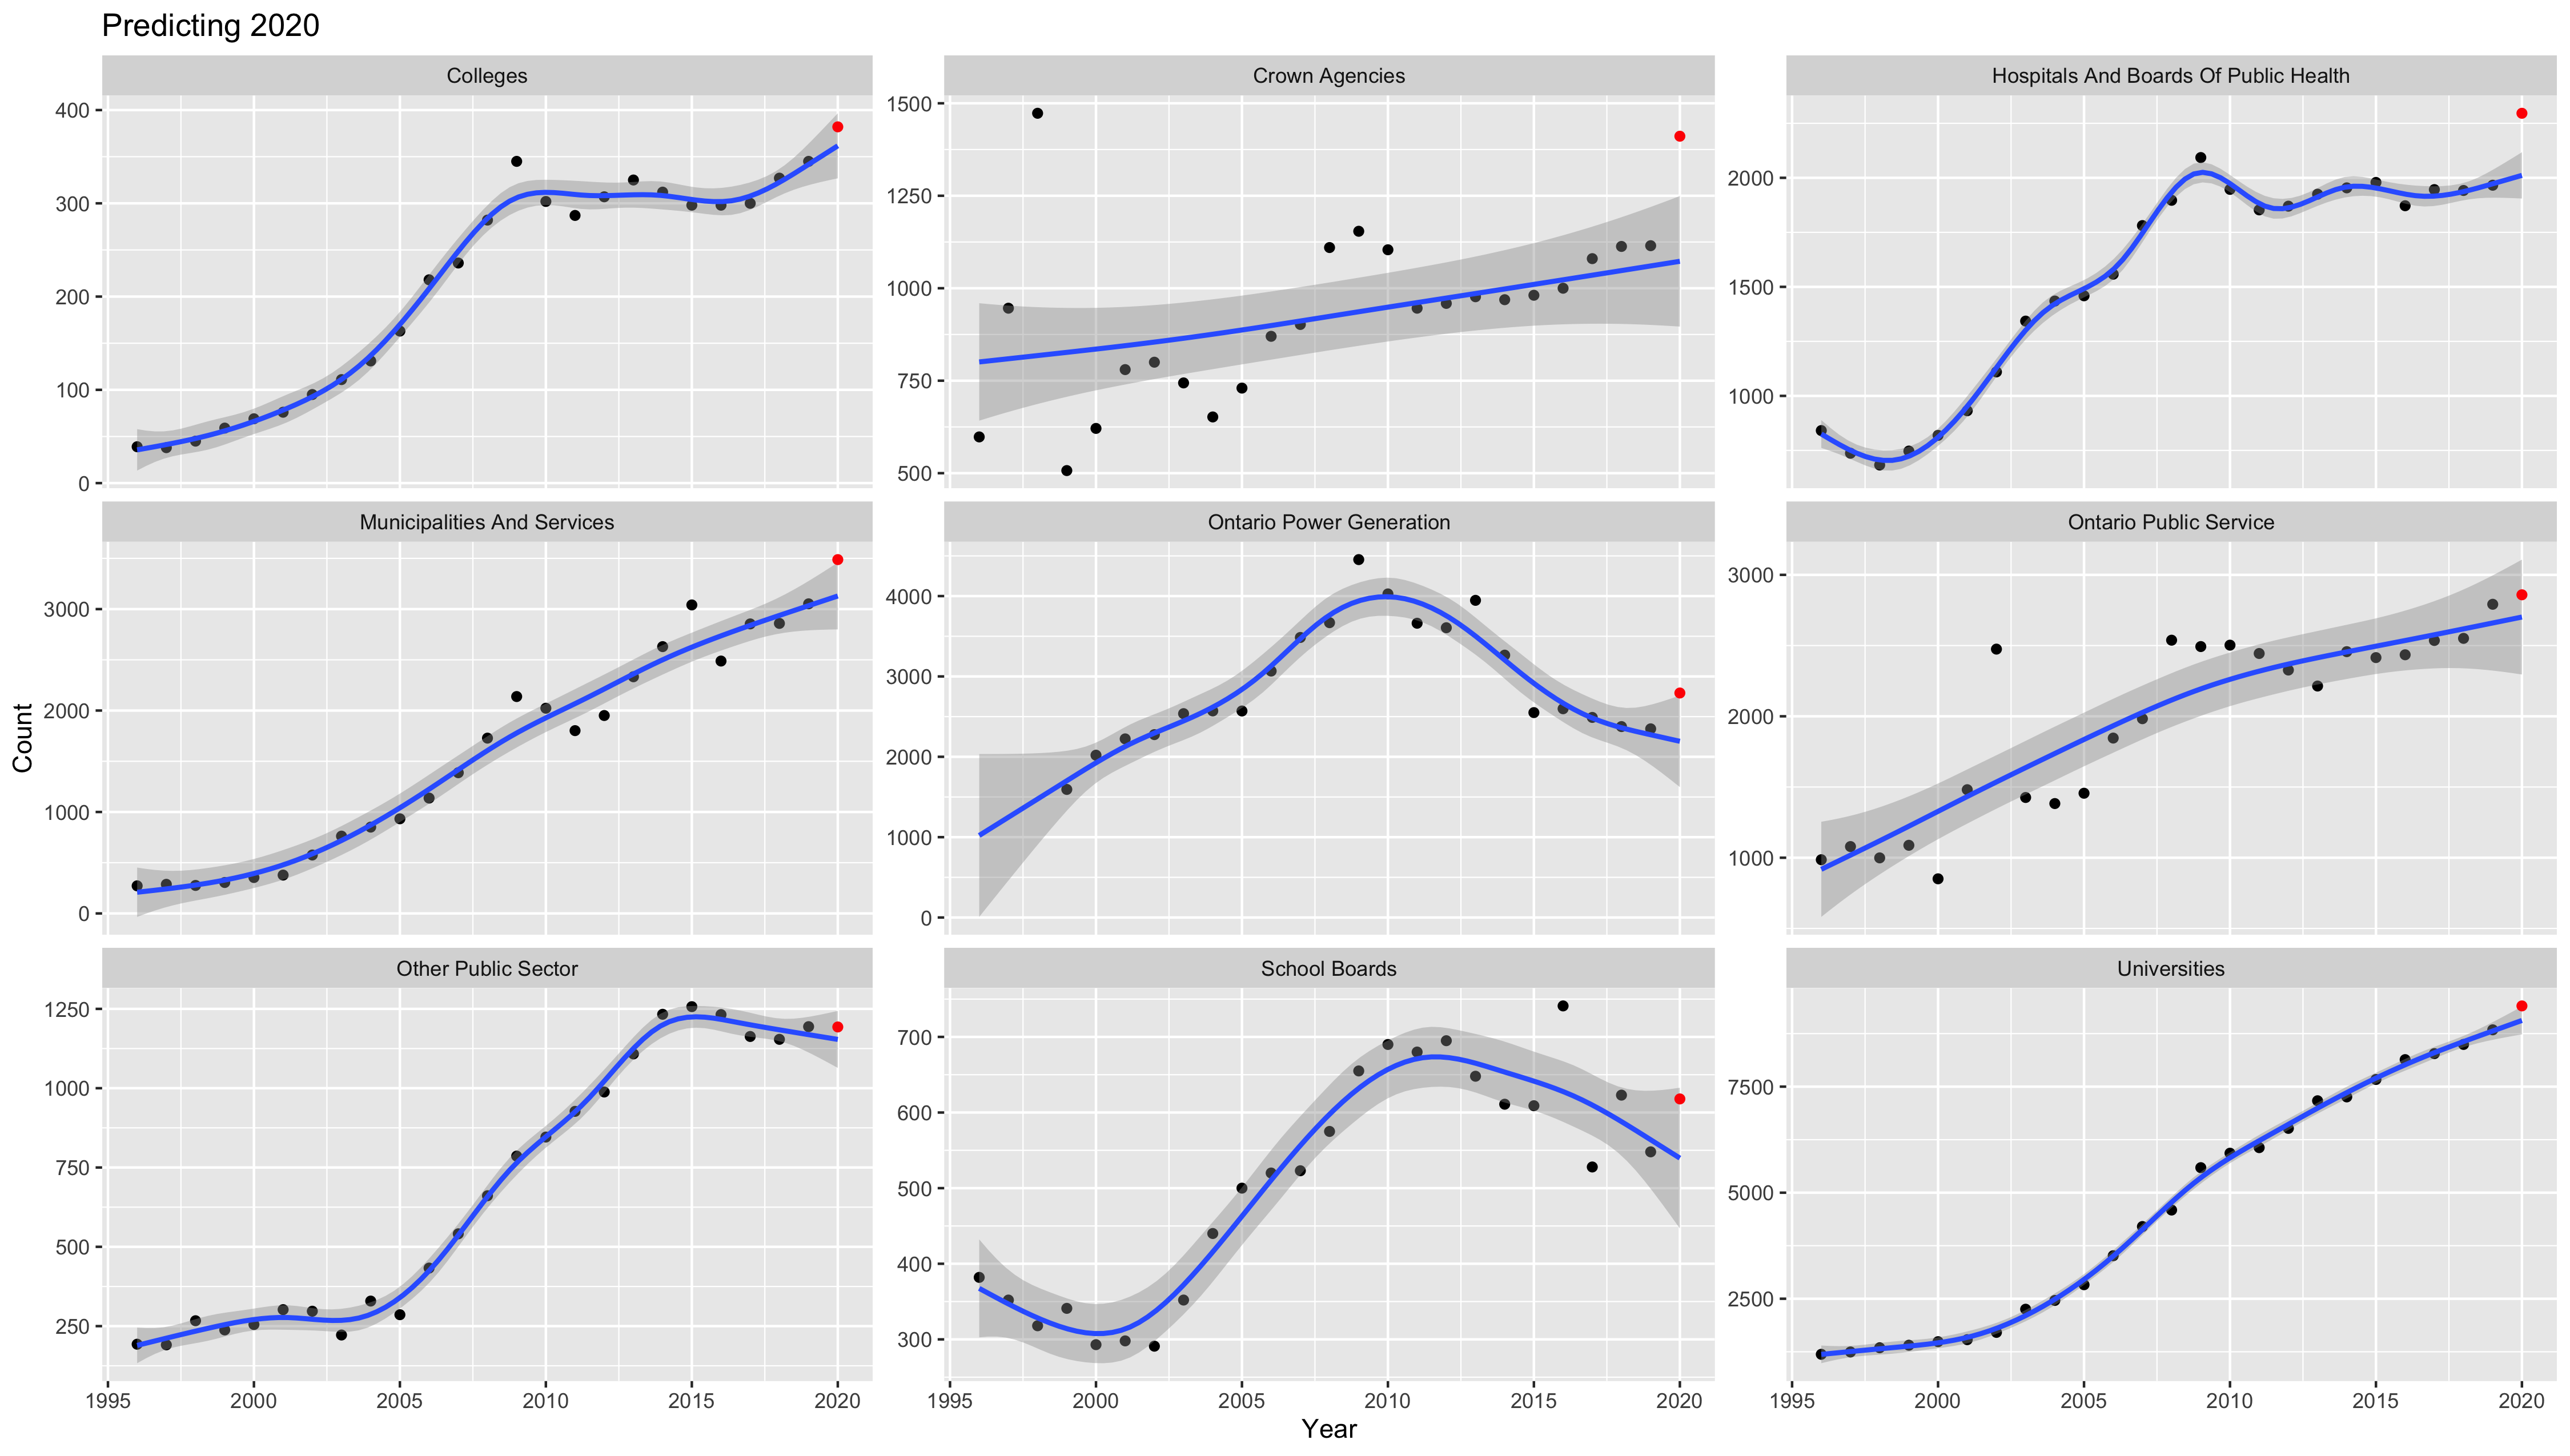 Predicting 2020
Colleges
Crown Agencies
Hospitals And Boards Of Public Health
400
300
200
100
0
1500
1250
1000
750
500
2000
1500
1000
Municipalities And Services
Ontario Power Generation
Ontario Public Service
3000
2000
1000
0
4000
3000
2000
1000
0
3000
2000
1000
Other Public Sector
School Boards
Universities
1250
1000
750
500
250
700
600
500
400
300
7500
5000
2500
1995 2000 2005 2010 2015 2020
1995 2000 2005 2010 2015 2020
1995 2000 2005 2010 2015 2020
Count
Year